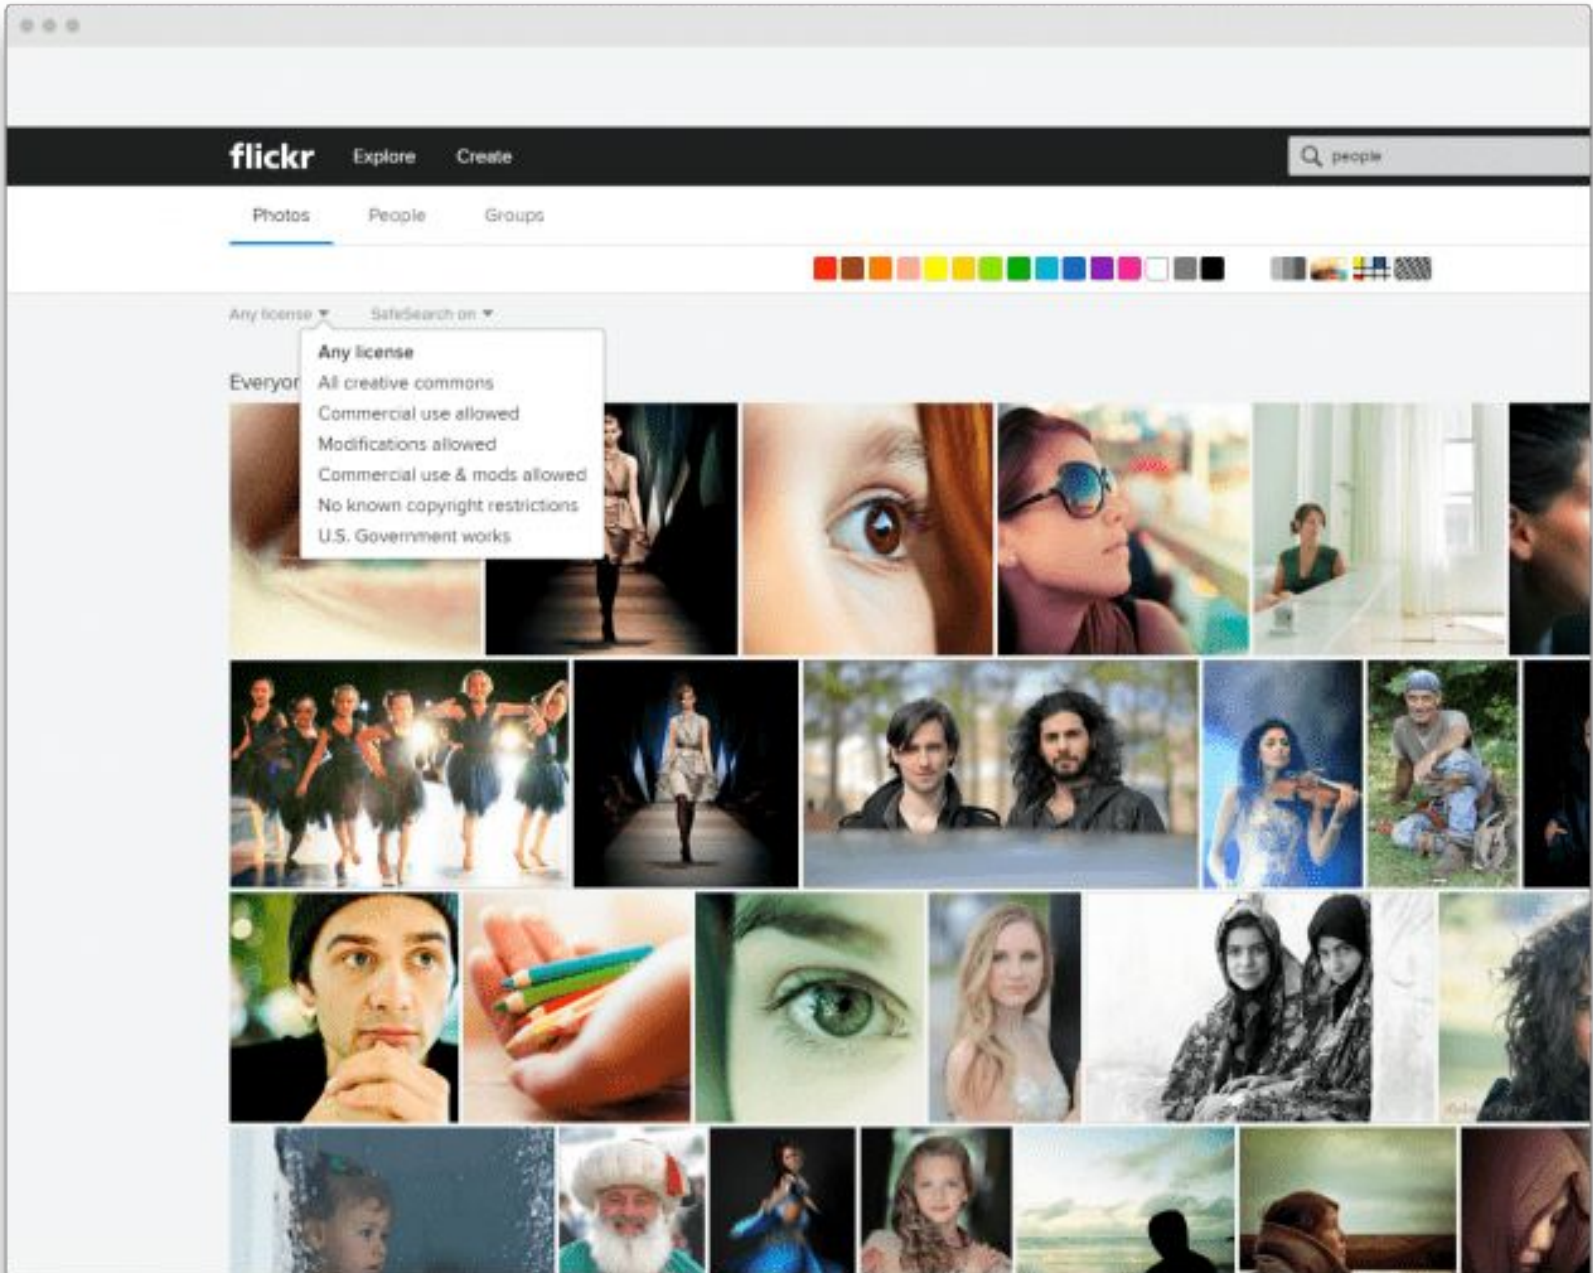 flickr Explore Create people
Photos People Groups
Any license SafeSearch on
Any license
Everyor All creative commons
Commercial use allowed
Modifications allowed
Commercial use & mods allowed
No known copyright restrictions
U.S. Government works